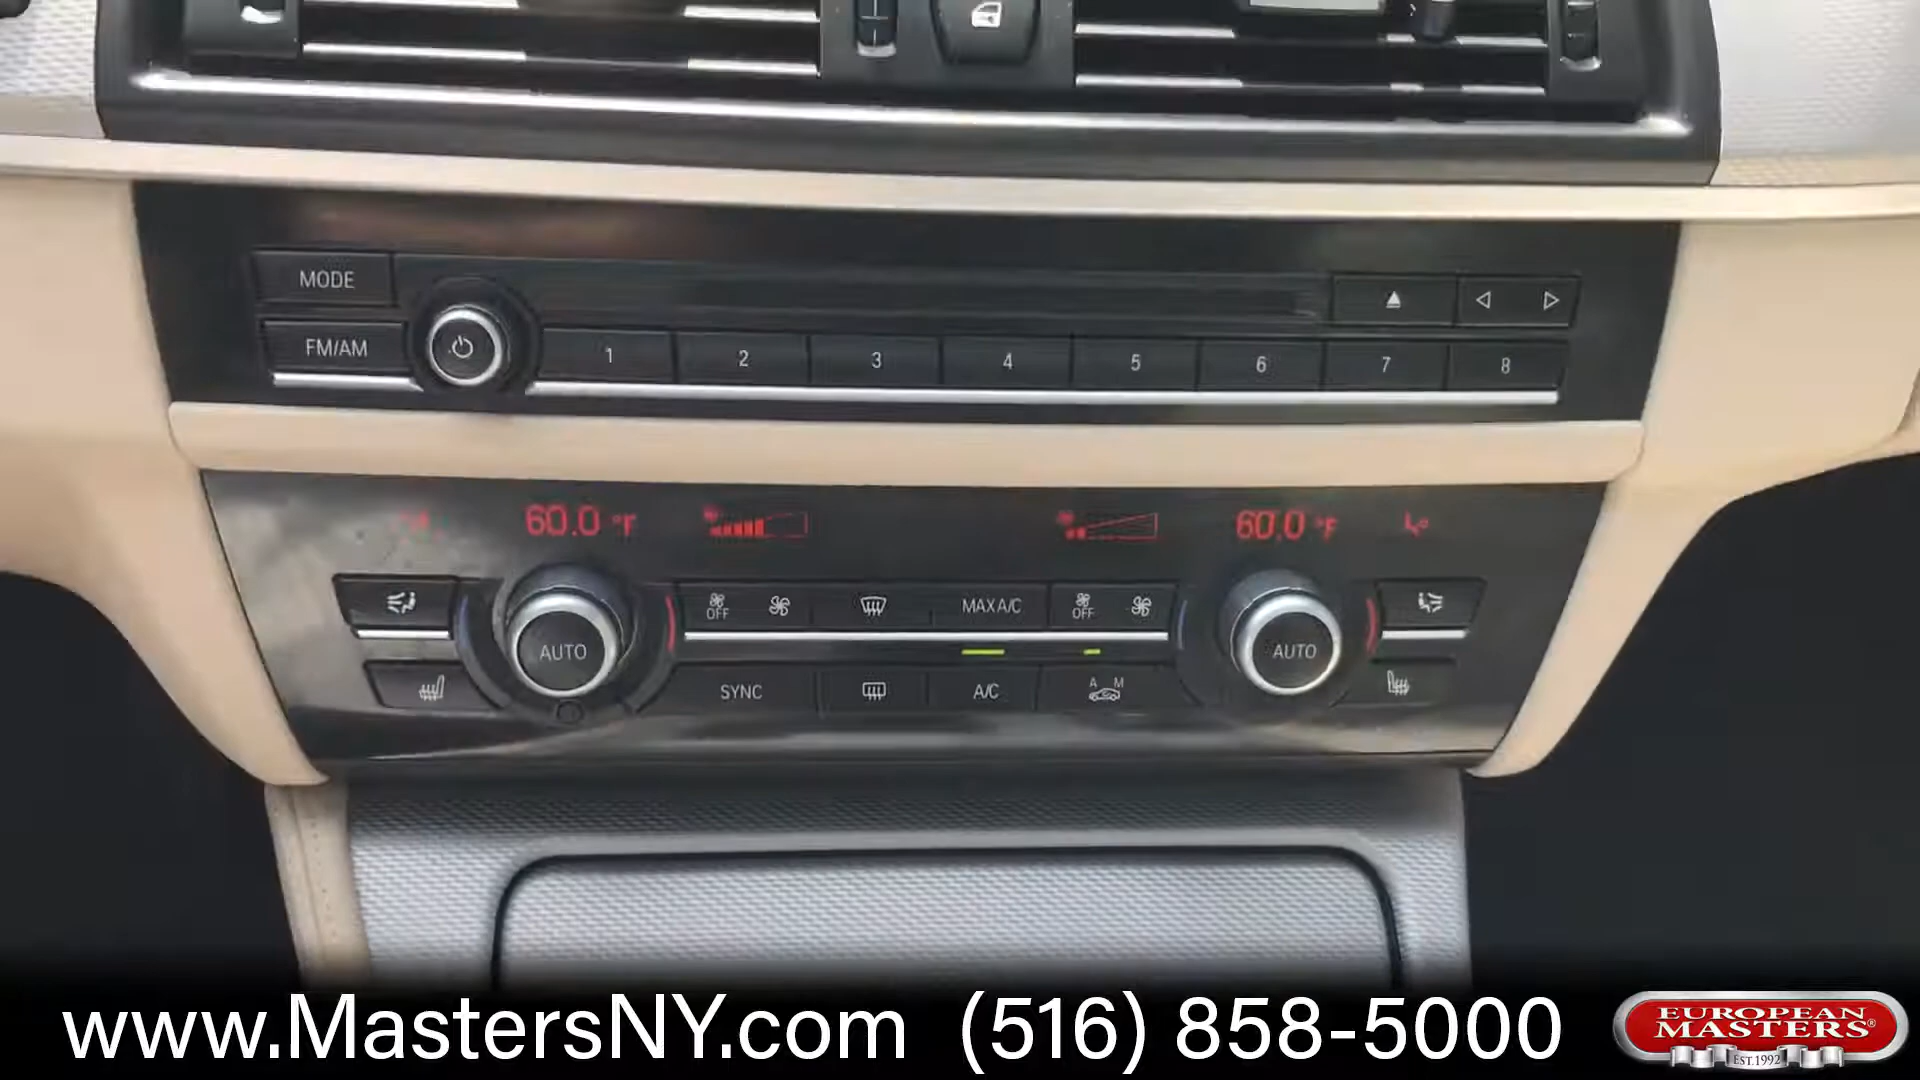 MODE
FM/AM
1 2 3 4 5 6 7 8
60.0 °F
60.0 °F
OFF
MAX A/C
OFF
AUTO
AUTO
SYNC
A/C
A M
www.MastersNY.com (516) 858-5000
EUROPEAN
MASTERS®
EST.1992